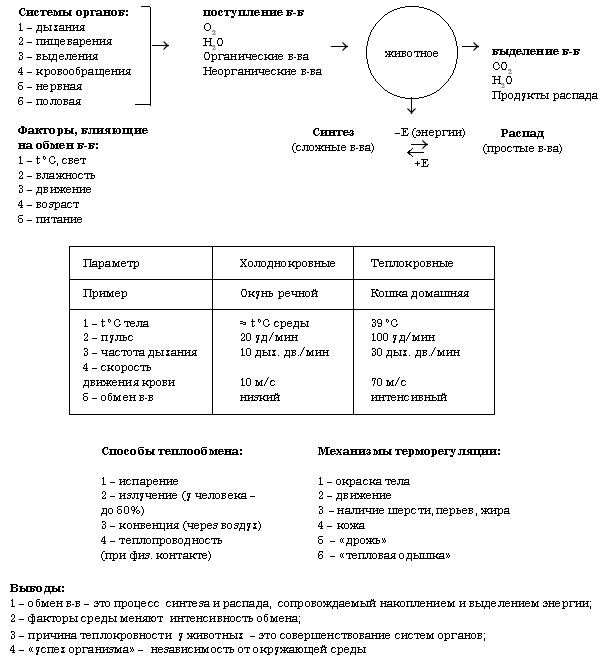 Системы органов:
1 – дыхания
2 – пищеварения
3 – выделения
4 – кровообращения
5 – нервная
6 – половая
поступление в-в
O2
H2O
Органические в-ва
Неорганические в-ва
животное
выделение в-в
CO2
H2O
Продукты распада
Факторы, влияющие
на обмен в-в:
1 – t °C, свет
2 – влажность
3 – движение
4 – возраст
5 – питание
Синтез
(сложные в-ва)
–E (энергии)
+E
Распад
(простые в-ва)
Параметр Холоднокровные Теплокровные
Пример Окунь речной Кошка домашняя
1 – t °C тела ≈ t °C среды 39 °C
2 – пульс 20 уд/мин 100 уд/мин
3 – частота дыхания 10 дых. дв./мин 30 дых. дв./мин
4 – скорость
движения крови 10 м/с 70 м/с
5 – обмен в-в низкий интенсивный
Способы теплообмена:
1 – испарение
2 – излучение (у человека –
до 50%)
3 – конвенция (через воздух)
4 – теплопроводность
(при физ. контакте)
Механизмы терморегуляции:
1 – окраска тела
2 – движение
3 – наличие шерсти, перьев, жира
4 – кожа
5 – «дрожь»
6 – «тепловая одышка»
Выводы:
1 – обмен в-в – это процесс синтеза и распада, сопровождаемый накоплением и выделением энергии;
2 – факторы среды меняют интенсивность обмена;
3 – причина теплокровности у животных – это совершенствование систем органов;
4 – «успех организма» – независимость от окружающей среды